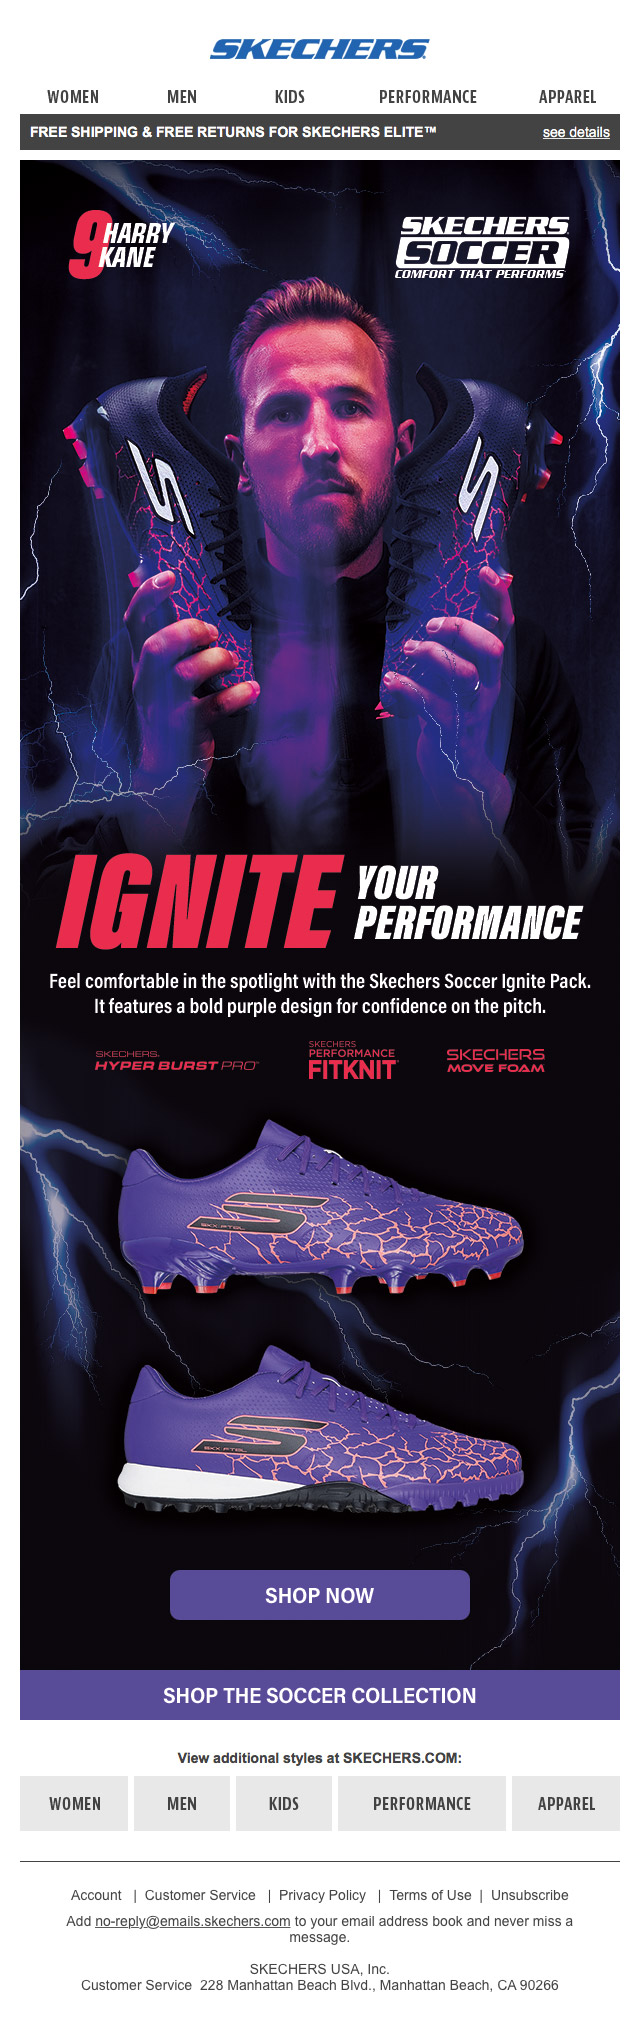 SKECHERS
WOMEN MEN KIDS PERFORMANCE APPAREL
FREE SHIPPING & FREE RETURNS FOR SKECHERS ELITE™ see details
9 HARRY
KANE
SKECHERS
SOCCER
COMFORT THAT PERFORMS
IGNITE YOUR
PERFORMANCE
Feel comfortable in the spotlight with the Skechers Soccer Ignite Pack.
It features a bold purple design for confidence on the pitch.
SKECHERS
HYPER BURST PRO™
SKECHERS
PERFORMANCE
FITKNIT
SKECHERS
MOVE FOAM
SKX-FTBL
SKX-FTBL
SHOP NOW
SHOP THE SOCCER COLLECTION
View additional styles at SKECHERS.COM:
WOMEN MEN KIDS PERFORMANCE APPAREL
Account | Customer Service | Privacy Policy | Terms of Use | Unsubscribe
Add no-reply@emails.skechers.com to your email address book and never miss a
message.
SKECHERS USA, Inc.
Customer Service 228 Manhattan Beach Blvd., Manhattan Beach, CA 90266